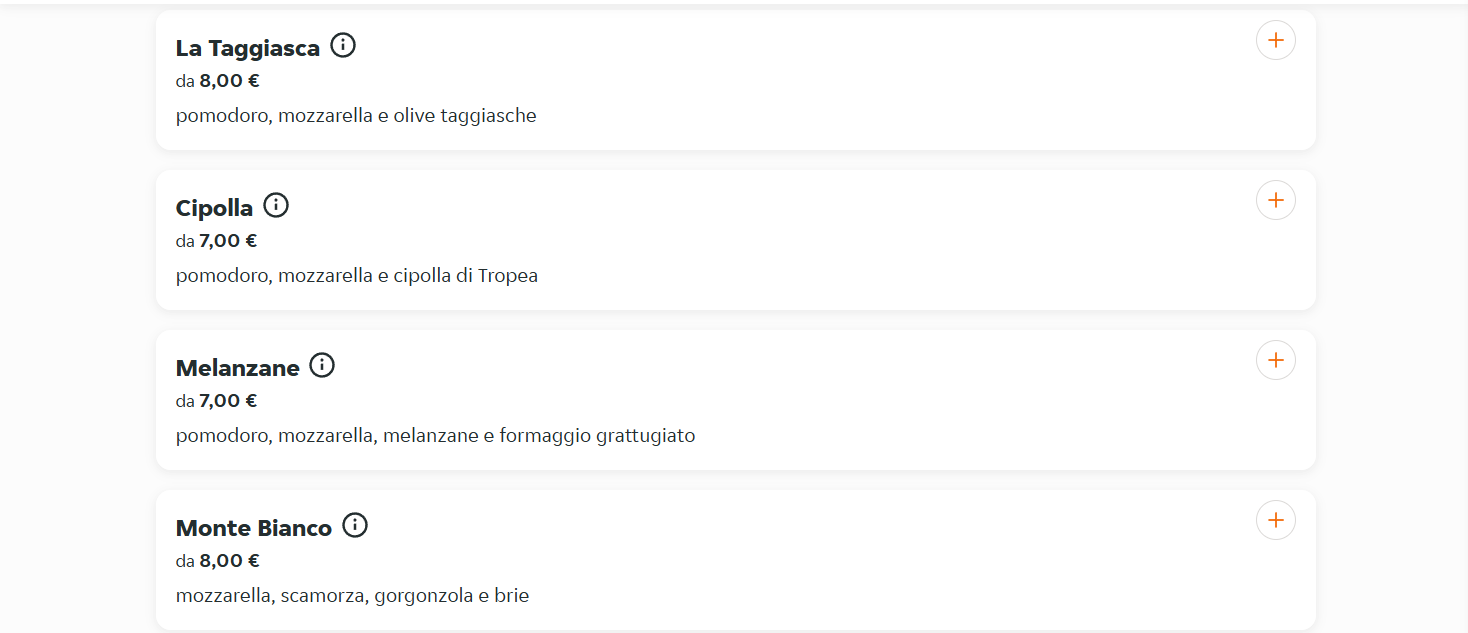 La Taggiasca
da 8,00 €
pomodoro, mozzarella e olive taggiasche
Cipolla
da 7,00 €
pomodoro, mozzarella e cipolla di Tropea
Melanzane
da 7,00 €
pomodoro, mozzarella, melanzane e formaggio grattugiato
Monte Bianco
da 8,00 €
mozzarella, scamorza, gorgonzola e brie